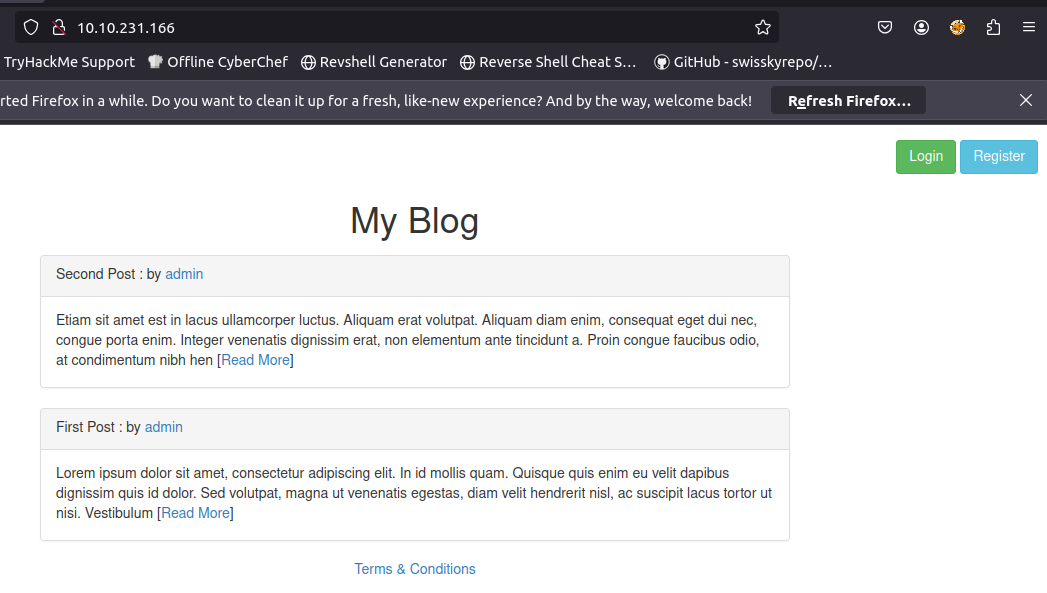 10.10.231.166
TryHackMe Support Offline CyberChef Revshell Generator Reverse Shell Cheat S… GitHub - swisskyrepo/…
rted Firefox in a while. Do you want to clean it up for a fresh, like-new experience? And by the way, welcome back! Refresh Firefox…
Login Register
My Blog
Second Post : by admin
Etiam sit amet est in lacus ullamcorper luctus. Aliquam erat volutpat. Aliquam diam enim, consequat eget dui nec,
congue porta enim. Integer venenatis dignissim erat, non elementum ante tincidunt a. Proin congue faucibus odio,
at condimentum nibh hen [Read More]
First Post : by admin
Lorem ipsum dolor sit amet, consectetur adipiscing elit. In id mollis quam. Quisque quis enim eu velit dapibus
dignissim quis id dolor. Sed volutpat, magna ut venenatis egestas, diam velit hendrerit nisl, ac suscipit lacus tortor ut
nisi. Vestibulum [Read More]
Terms & Conditions